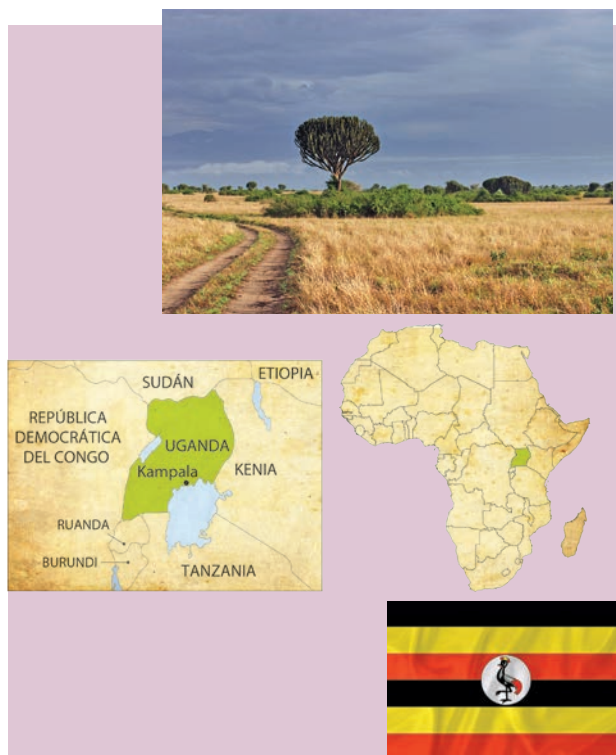 SUDÁN
ETIOPIA
REPÚBLICA
DEMOCRÁTICA
DEL CONGO
UGANDA
Kampala
KENIA
RUANDA
BURUNDI
TANZANIA